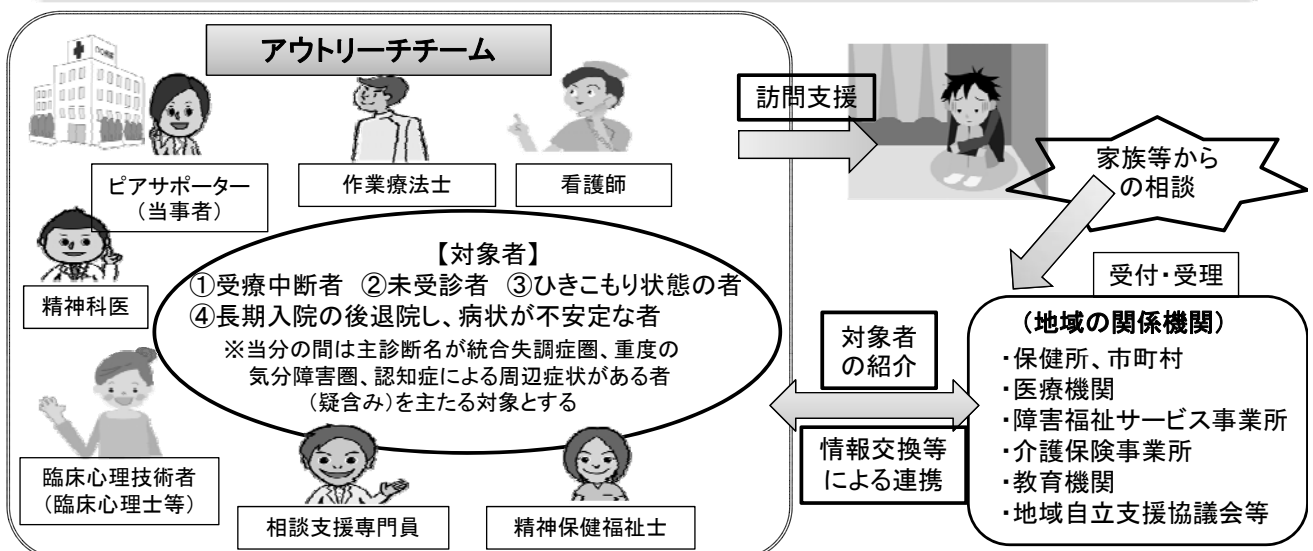 アウトリーチチーム
ピアサポーター
（当事者）
作業療法士
看護師
精神科医
【対象者】
①受療中断者 ②未受診者 ③ひきこもり状態の者
④長期入院の後退院し、病状が不安定な者
※当分の間は主診断名が統合失調症圏、重度の
気分障害圏、認知症による周辺症状がある者
（疑含み）を主たる対象とする
臨床心理技術者
（臨床心理士等）
相談支援専門員
精神保健福祉士
訪問支援
家族等から
の相談
受付・受理
対象者
の紹介
情報交換等
による連携
（地域の関係機関）
・保健所、市町村
・医療機関
・障害福祉サービス事業所
・介護保険事業所
・教育機関
・地域自立支援協議会等